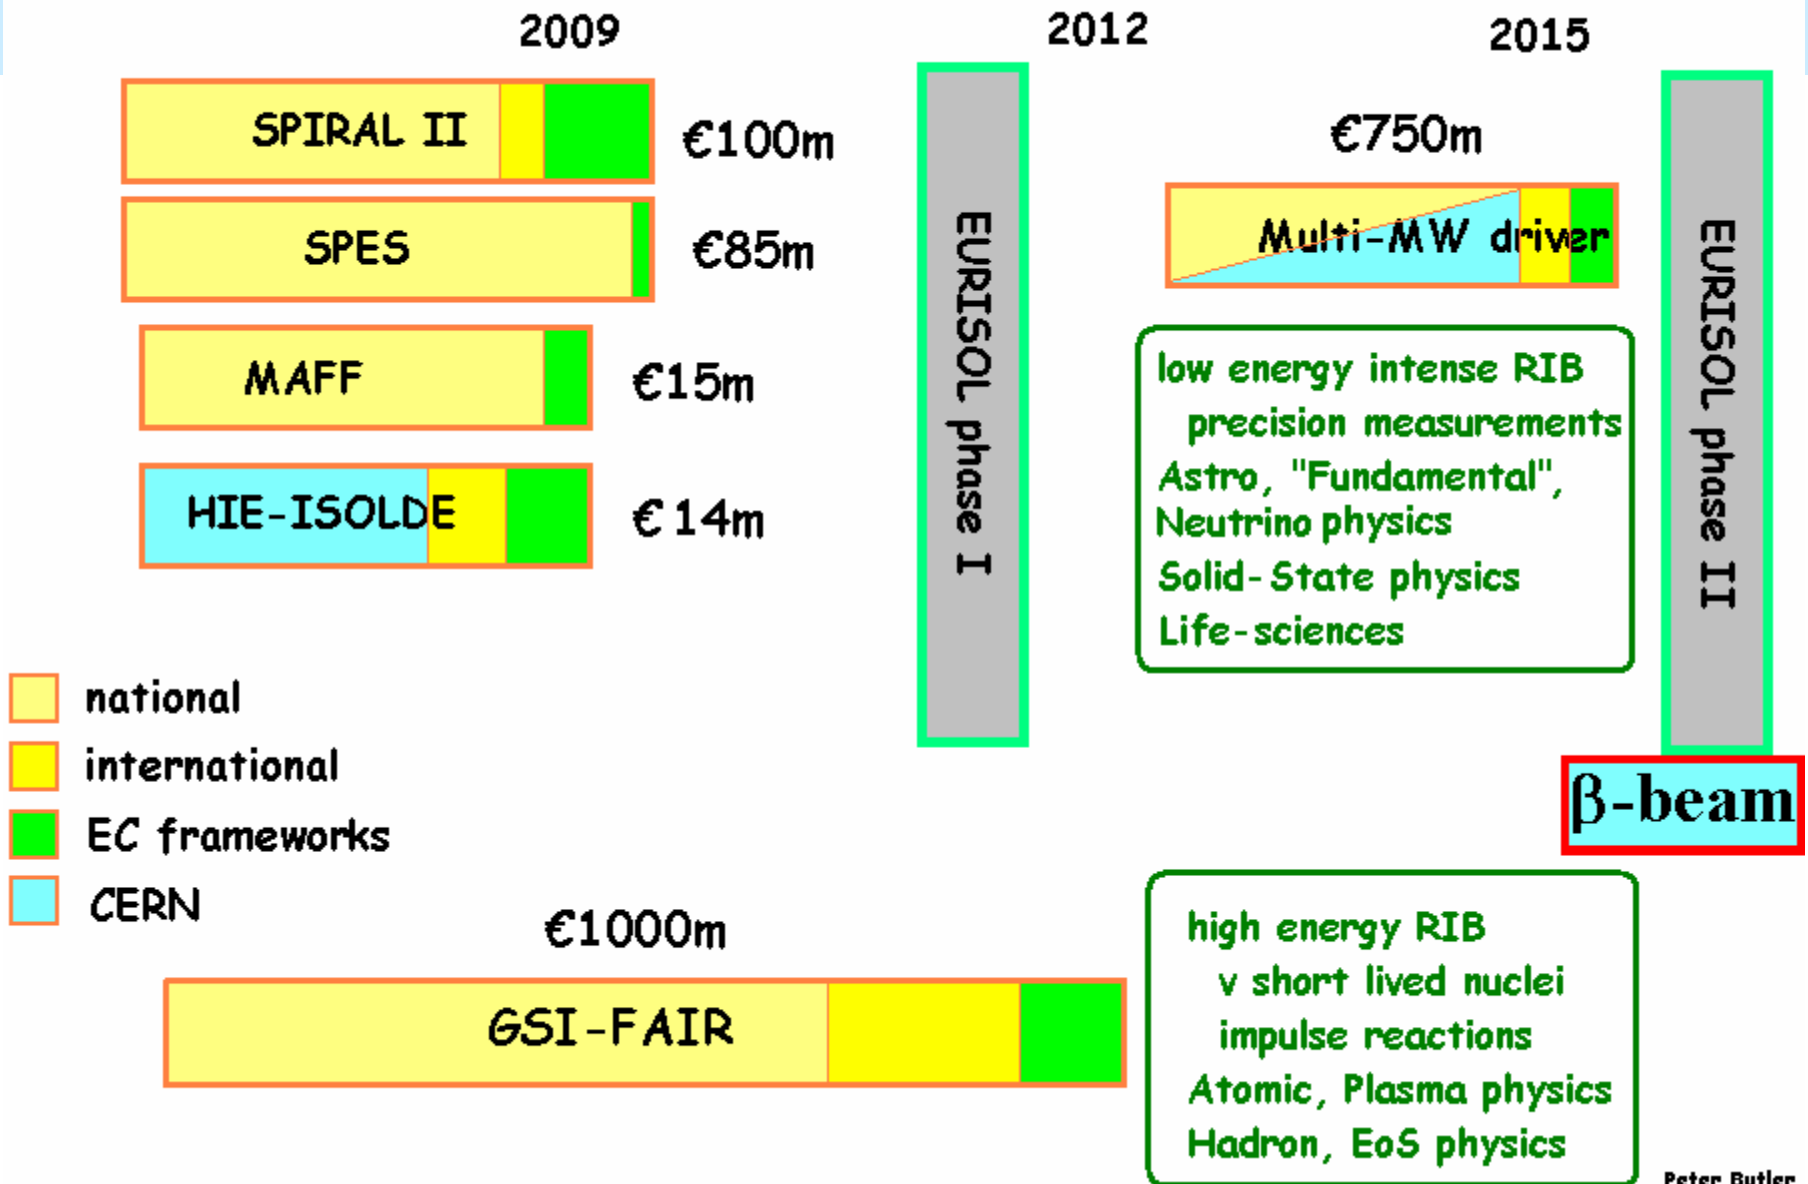 2009
2012
2015
SPIRAL II
€100m
SPES
€85m
MAFF
€15m
HIE-ISOLDE
€14m
EURISOL phase I
€750m
Multi-MW driver
low energy intense RIB
precision measurements
Astro, "Fundamental",
Neutrino physics
Solid-State physics
Life-sciences
EURISOL phase II
β-beam
national
international
EC frameworks
CERN
€1000m
GSI-FAIR
high energy RIB
v short lived nuclei
impulse reactions
Atomic, Plasma physics
Hadron, EoS physics
Peter Butler